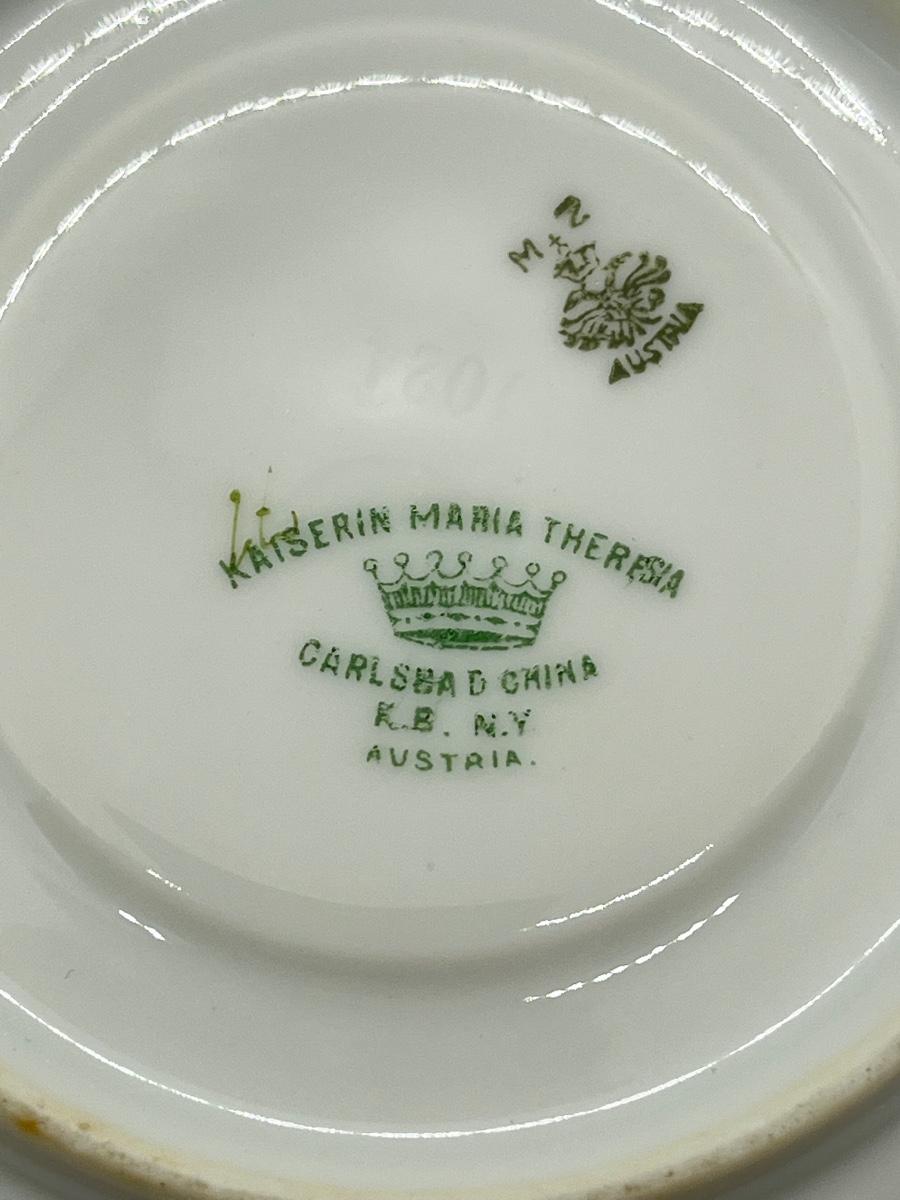 M Z
AUSTRIA
KAISERIN MARIA THERESIA
CARLSBAD CHINA
K.B. N.Y.
AUSTRIA.